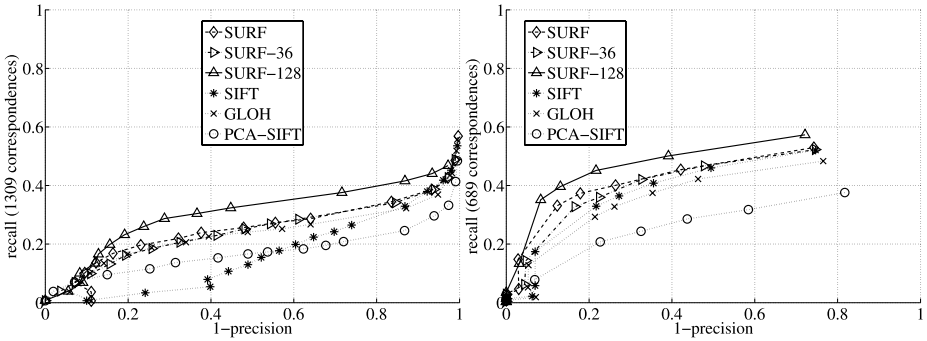 1
0.8
0.6
0.4
0.2
0
0
0.2
0.4
0.6
0.8
1
1-precision
recall (1309 correspondences)
SURF
SURF-36
SURF-128
SIFT
GLOH
PCA-SIFT
1
0.8
0.6
0.4
0.2
0
0
0.2
0.4
0.6
0.8
1
1-precision
recall (689 correspondences)
SURF
SURF-36
SURF-128
SIFT
GLOH
PCA-SIFT